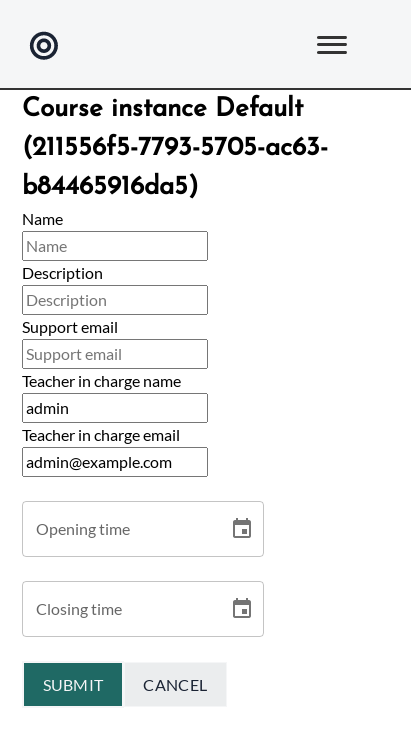 Course instance Default
(211556f5-7793-5705-ac63-
b84465916da5)
Name
Name
Description
Description
Support email
Support email
Teacher in charge name
admin
Teacher in charge email
admin@example.com
Opening time
Closing time
SUBMIT CANCEL